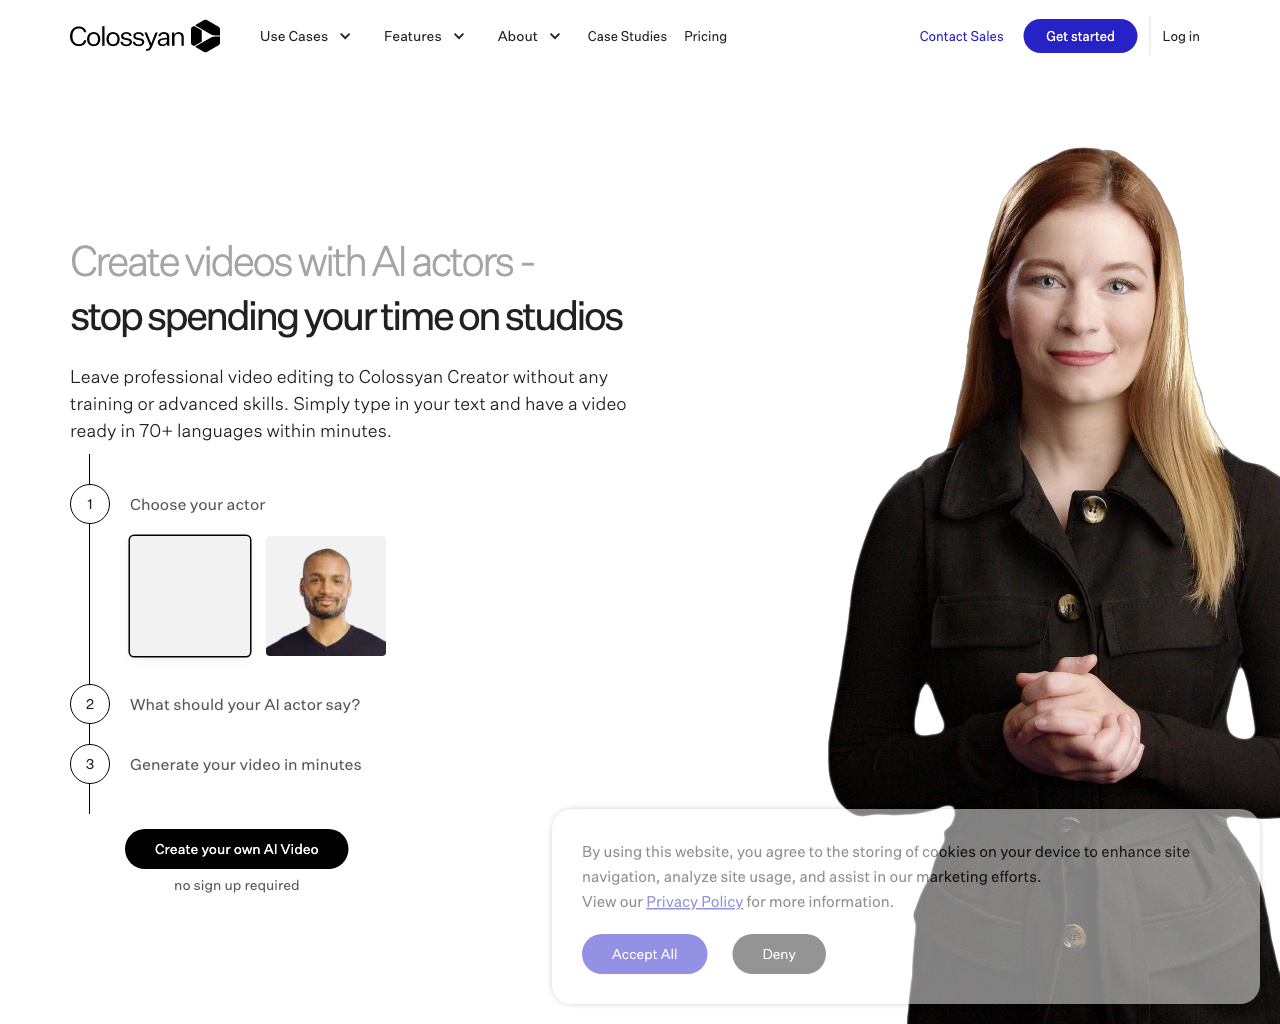 Colossyan
Use Cases
Features
About
Case Studies
Pricing
Contact Sales
Get started
Log in
Create videos with AI actors -
stop spending your time on studios
Leave professional video editing to Colossyan Creator without any
training or advanced skills. Simply type in your text and have a video
ready in 70+ languages within minutes.
1
Choose your actor
2
What should your AI actor say?
3
Generate your video in minutes
Create your own AI Video
no sign up required
By using this website, you agree to the storing of cookies on your device to enhance site
navigation, analyze site usage, and assist in our marketing efforts.
View our Privacy Policy for more information.
Accept All
Deny